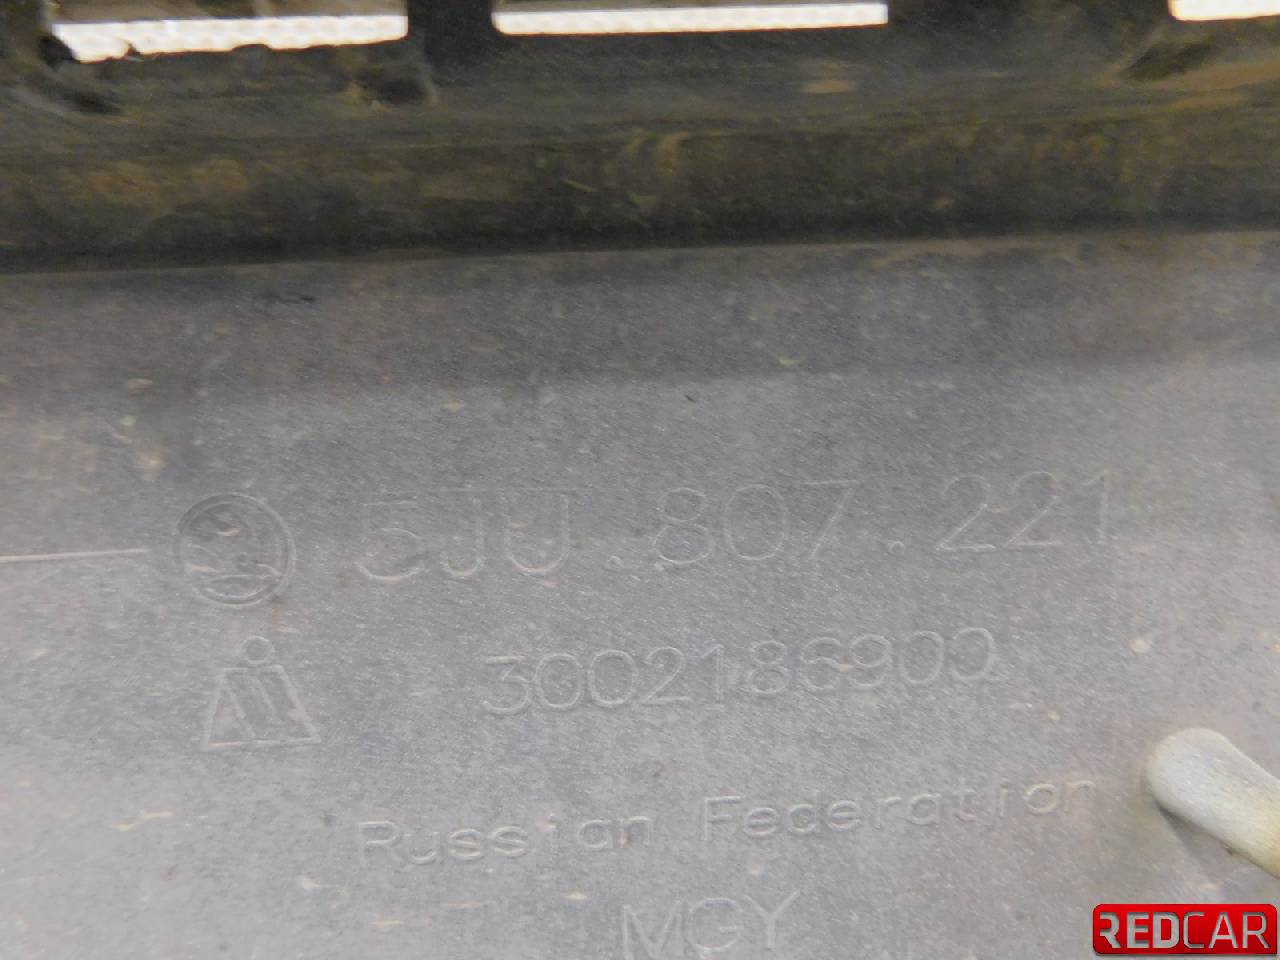 5JU.807.221
3002186900
Russian Federation
MGY
REDCAR